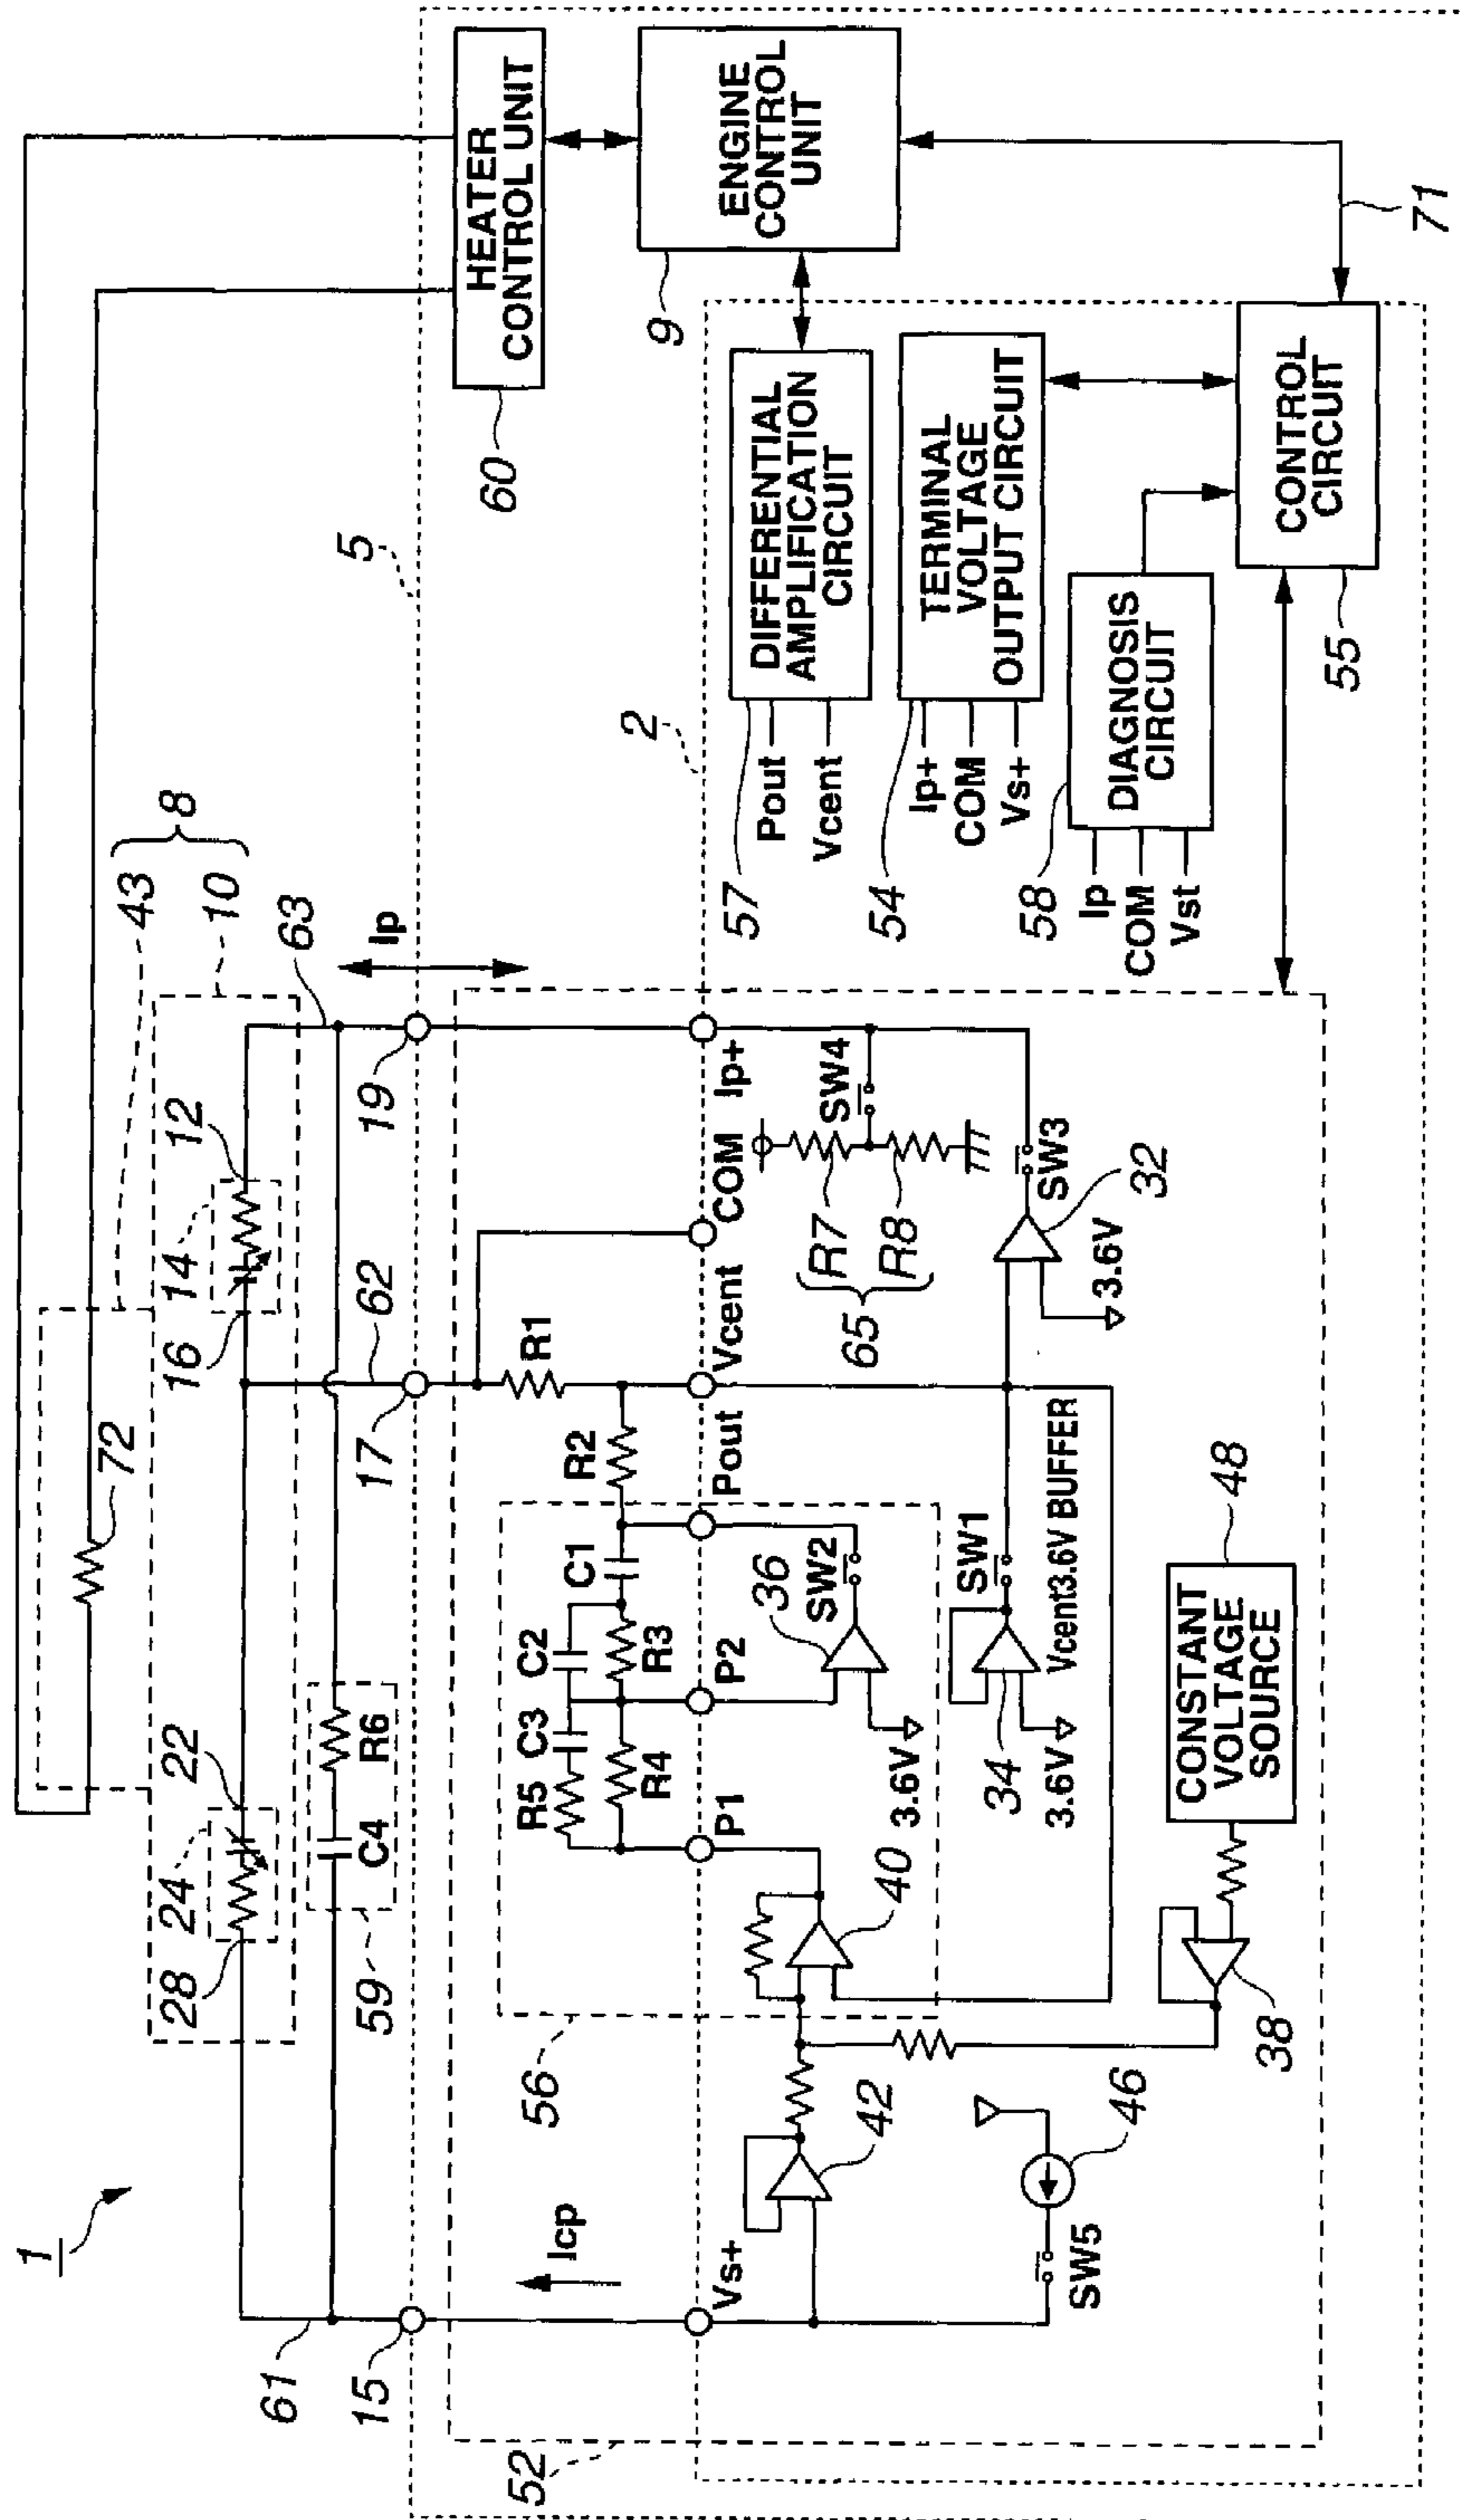 1
43
8
10
72
63
Ip
12
14
16
62
22
24
28
59
C4
R6
61
15
17
19
5
60
HEATER
CONTROL UNIT
9
ENGINE
CONTROL
UNIT
71
52
Icp
56
R5
C3
C2
C1
R4
R3
R2
R1
Vs+
P1
P2
Pout
Vcent
COM
Ip+
2
42
40
36
SW2
3.6V
SW4
R7
R8
65
SW1
34
3.6V
Vcent3.6V BUFFER
SW3
32
3.6V
46
SW5
38
CONSTANT
VOLTAGE
SOURCE
48
57
Pout
Vcent
DIFFERENTIAL
AMPLIFICATION
CIRCUIT
54
Ip+
COM
Vs+
TERMINAL
VOLTAGE
OUTPUT CIRCUIT
58
Ip
COM
Vst
DIAGNOSIS
CIRCUIT
55
CONTROL
CIRCUIT